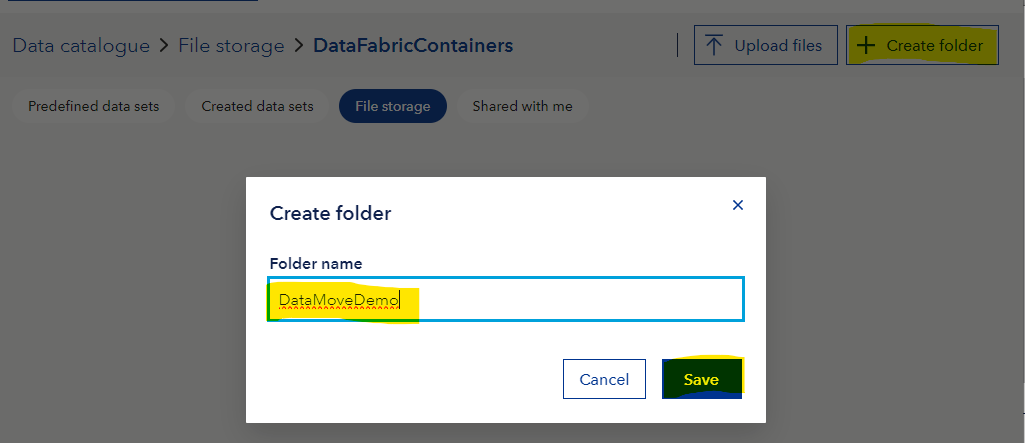 Data catalogue > File storage > DataFabricContainers
Upload files
+ Create folder
Predefined data sets
Created data sets
File storage
Shared with me
Create folder
Folder name
DataMoveDemo
Cancel
Save